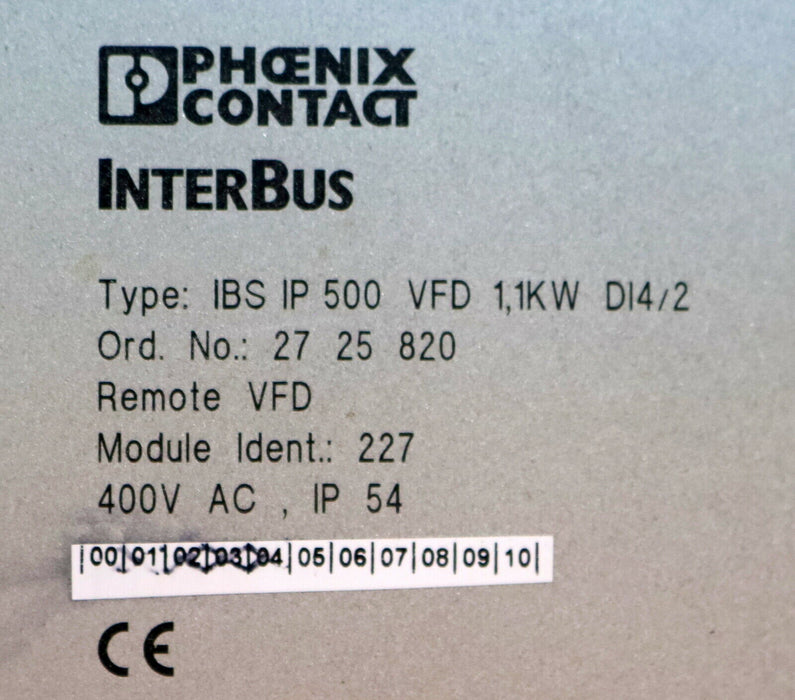 PHŒNIX
CONTACT
INTERBUS
Type: IBS IP 500 VFD 1,1KW DI4/2
Ord. No.: 27 25 820
Remote VFD
Module Ident.: 227
400V AC , IP 54
|00|01|02|03|04|05|06|07|08|09|10|
CE